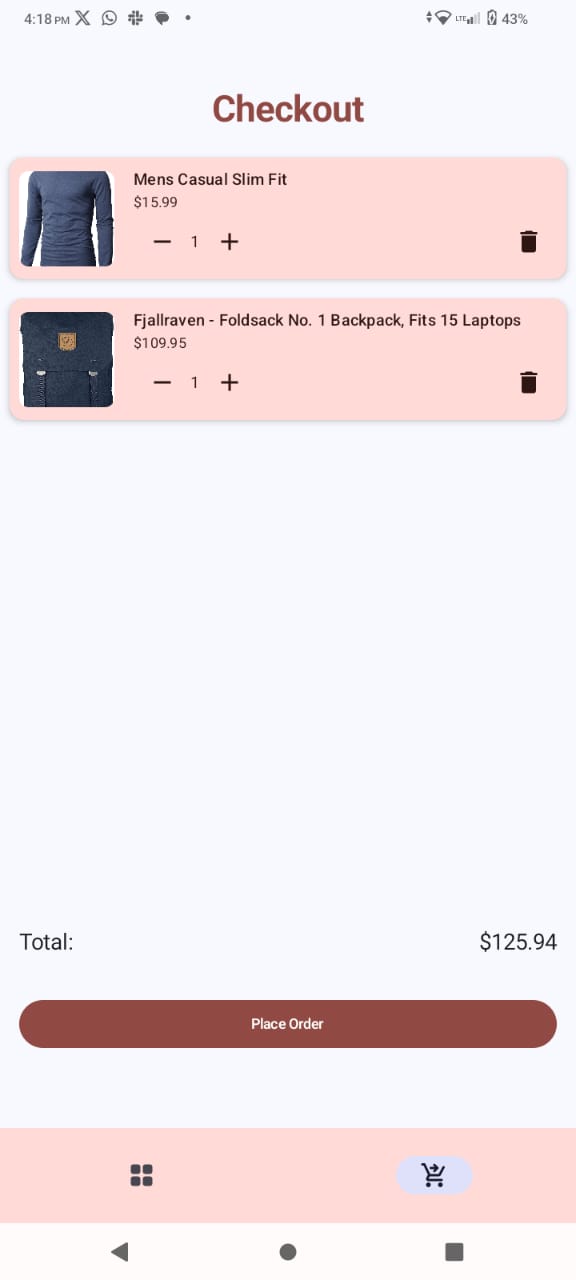 4:18 PM
LTE 43%
Checkout
Mens Casual Slim Fit
$15.99
1
Fjallraven - Foldsack No. 1 Backpack, Fits 15 Laptops
$109.95
1
Total: $125.94
Place Order